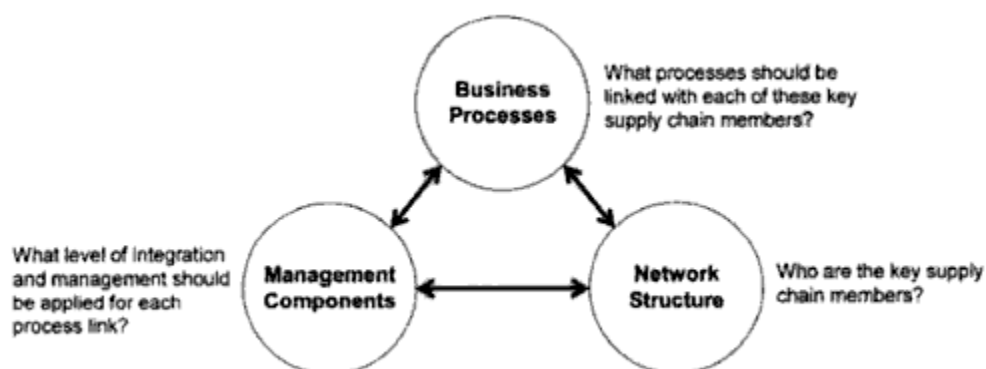 Business
Processes
What processes should be
linked with each of these key
supply chain members?
What level of integration
and management should
be applied for each
process link?
Management
Components
Network
Structure
Who are the key supply
chain members?